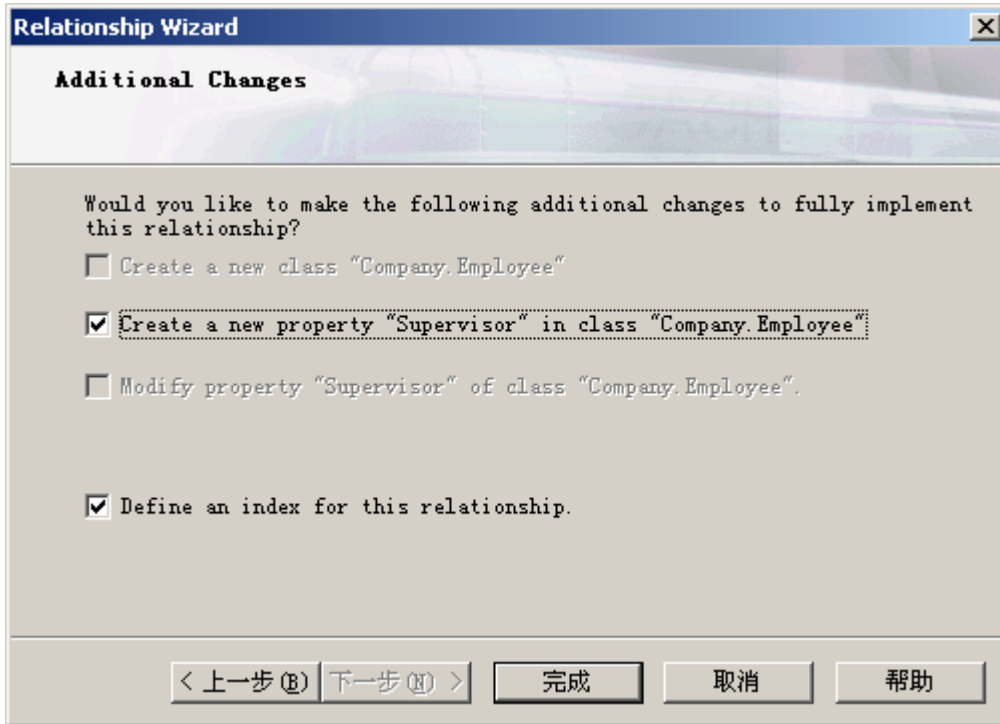 Relationship Wizard
Additional Changes
Would you like to make the following additional changes to fully implement
this relationship?
Create a new class "Company.Employee"
Create a new property "Supervisor" in class "Company.Employee"
Modify property "Supervisor" of class "Company.Employee".
Define an index for this relationship.
< 上一步(B) 下一步(N) > 完成 取消 帮助